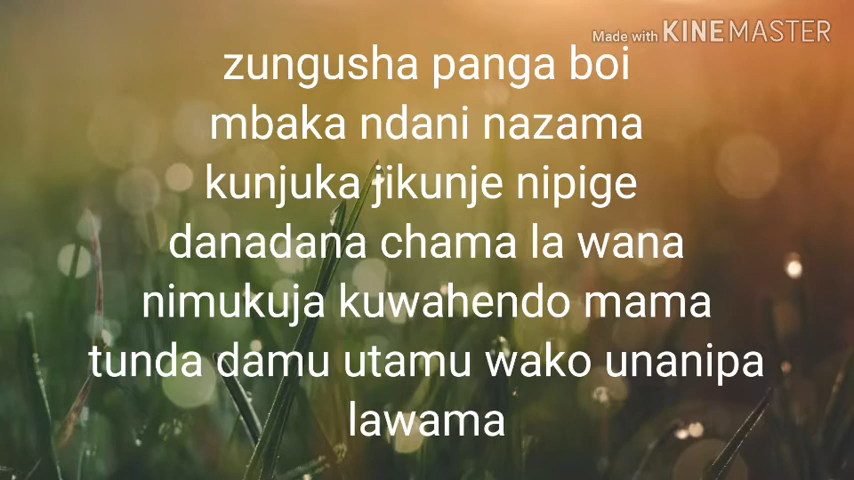 Made with KINEMASTER
zungusha panga boi
mbaka ndani nazama
kunjuka jikunje nipige
danadana chama la wana
nimukuja kuwahendo mama
tunda damu utamu wako unanipa
lawama